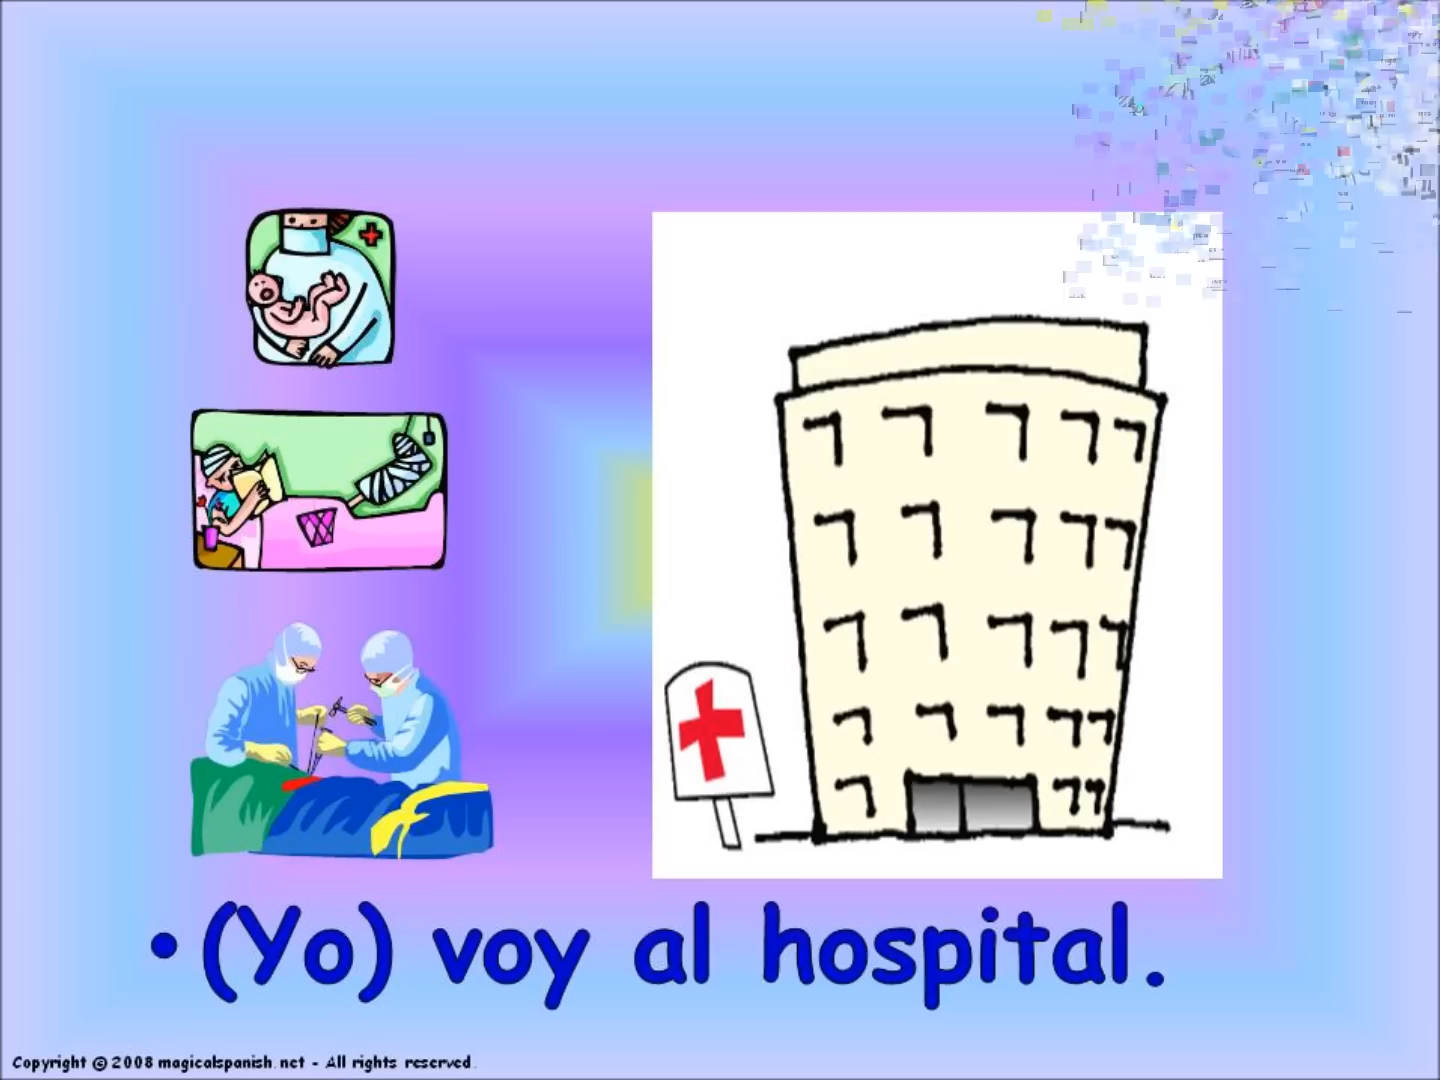 • (Yo) voy al hospital.
Copyright © 2008 magicalspanish.net - All rights reserved.